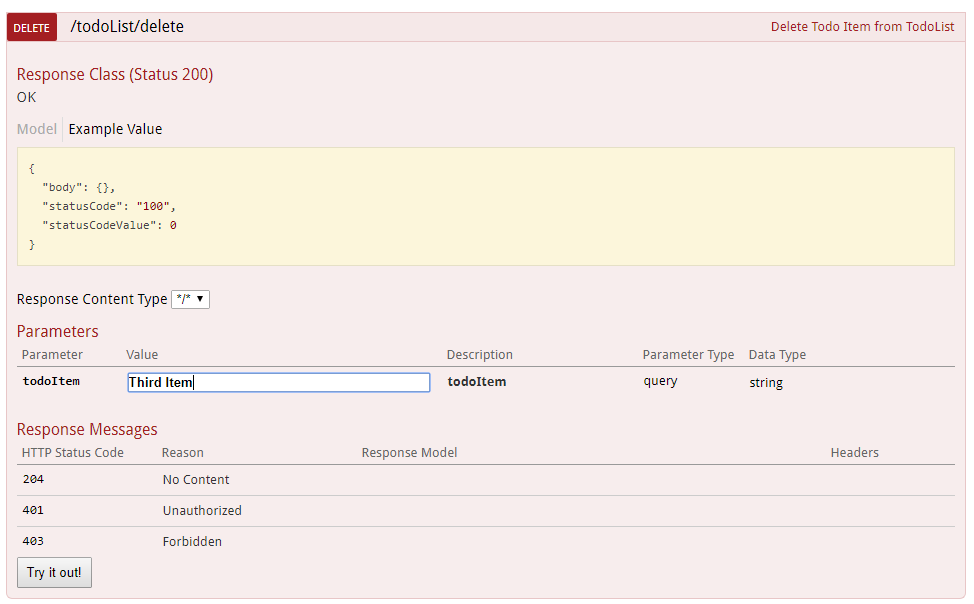 DELETE /todoList/delete Delete Todo Item from TodoList
Response Class (Status 200)
OK
Model Example Value
{
"body": {},
"statusCode": "100",
"statusCodeValue": 0
}
Response Content Type */* ▼
Parameters
Parameter Value Description Parameter Type Data Type
todoItem Third Item todoItem query string
Response Messages
HTTP Status Code Reason Response Model Headers
204 No Content
401 Unauthorized
403 Forbidden
Try it out!